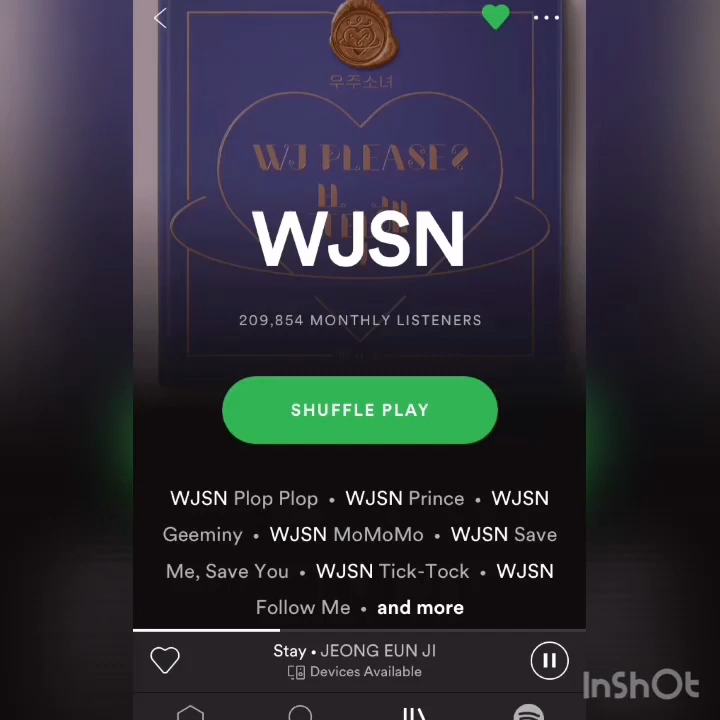 우주소녀
WJ PLEASE?
WJSN
209,854 MONTHLY LISTENERS
SHUFFLE PLAY
WJSN Plop Plop • WJSN Prince • WJSN
Geeminy • WJSN MoMoMo • WJSN Save
Me, Save You • WJSN Tick-Tock • WJSN
Follow Me • and more
Stay • JEONG EUN JI
Devices Available
InShOt